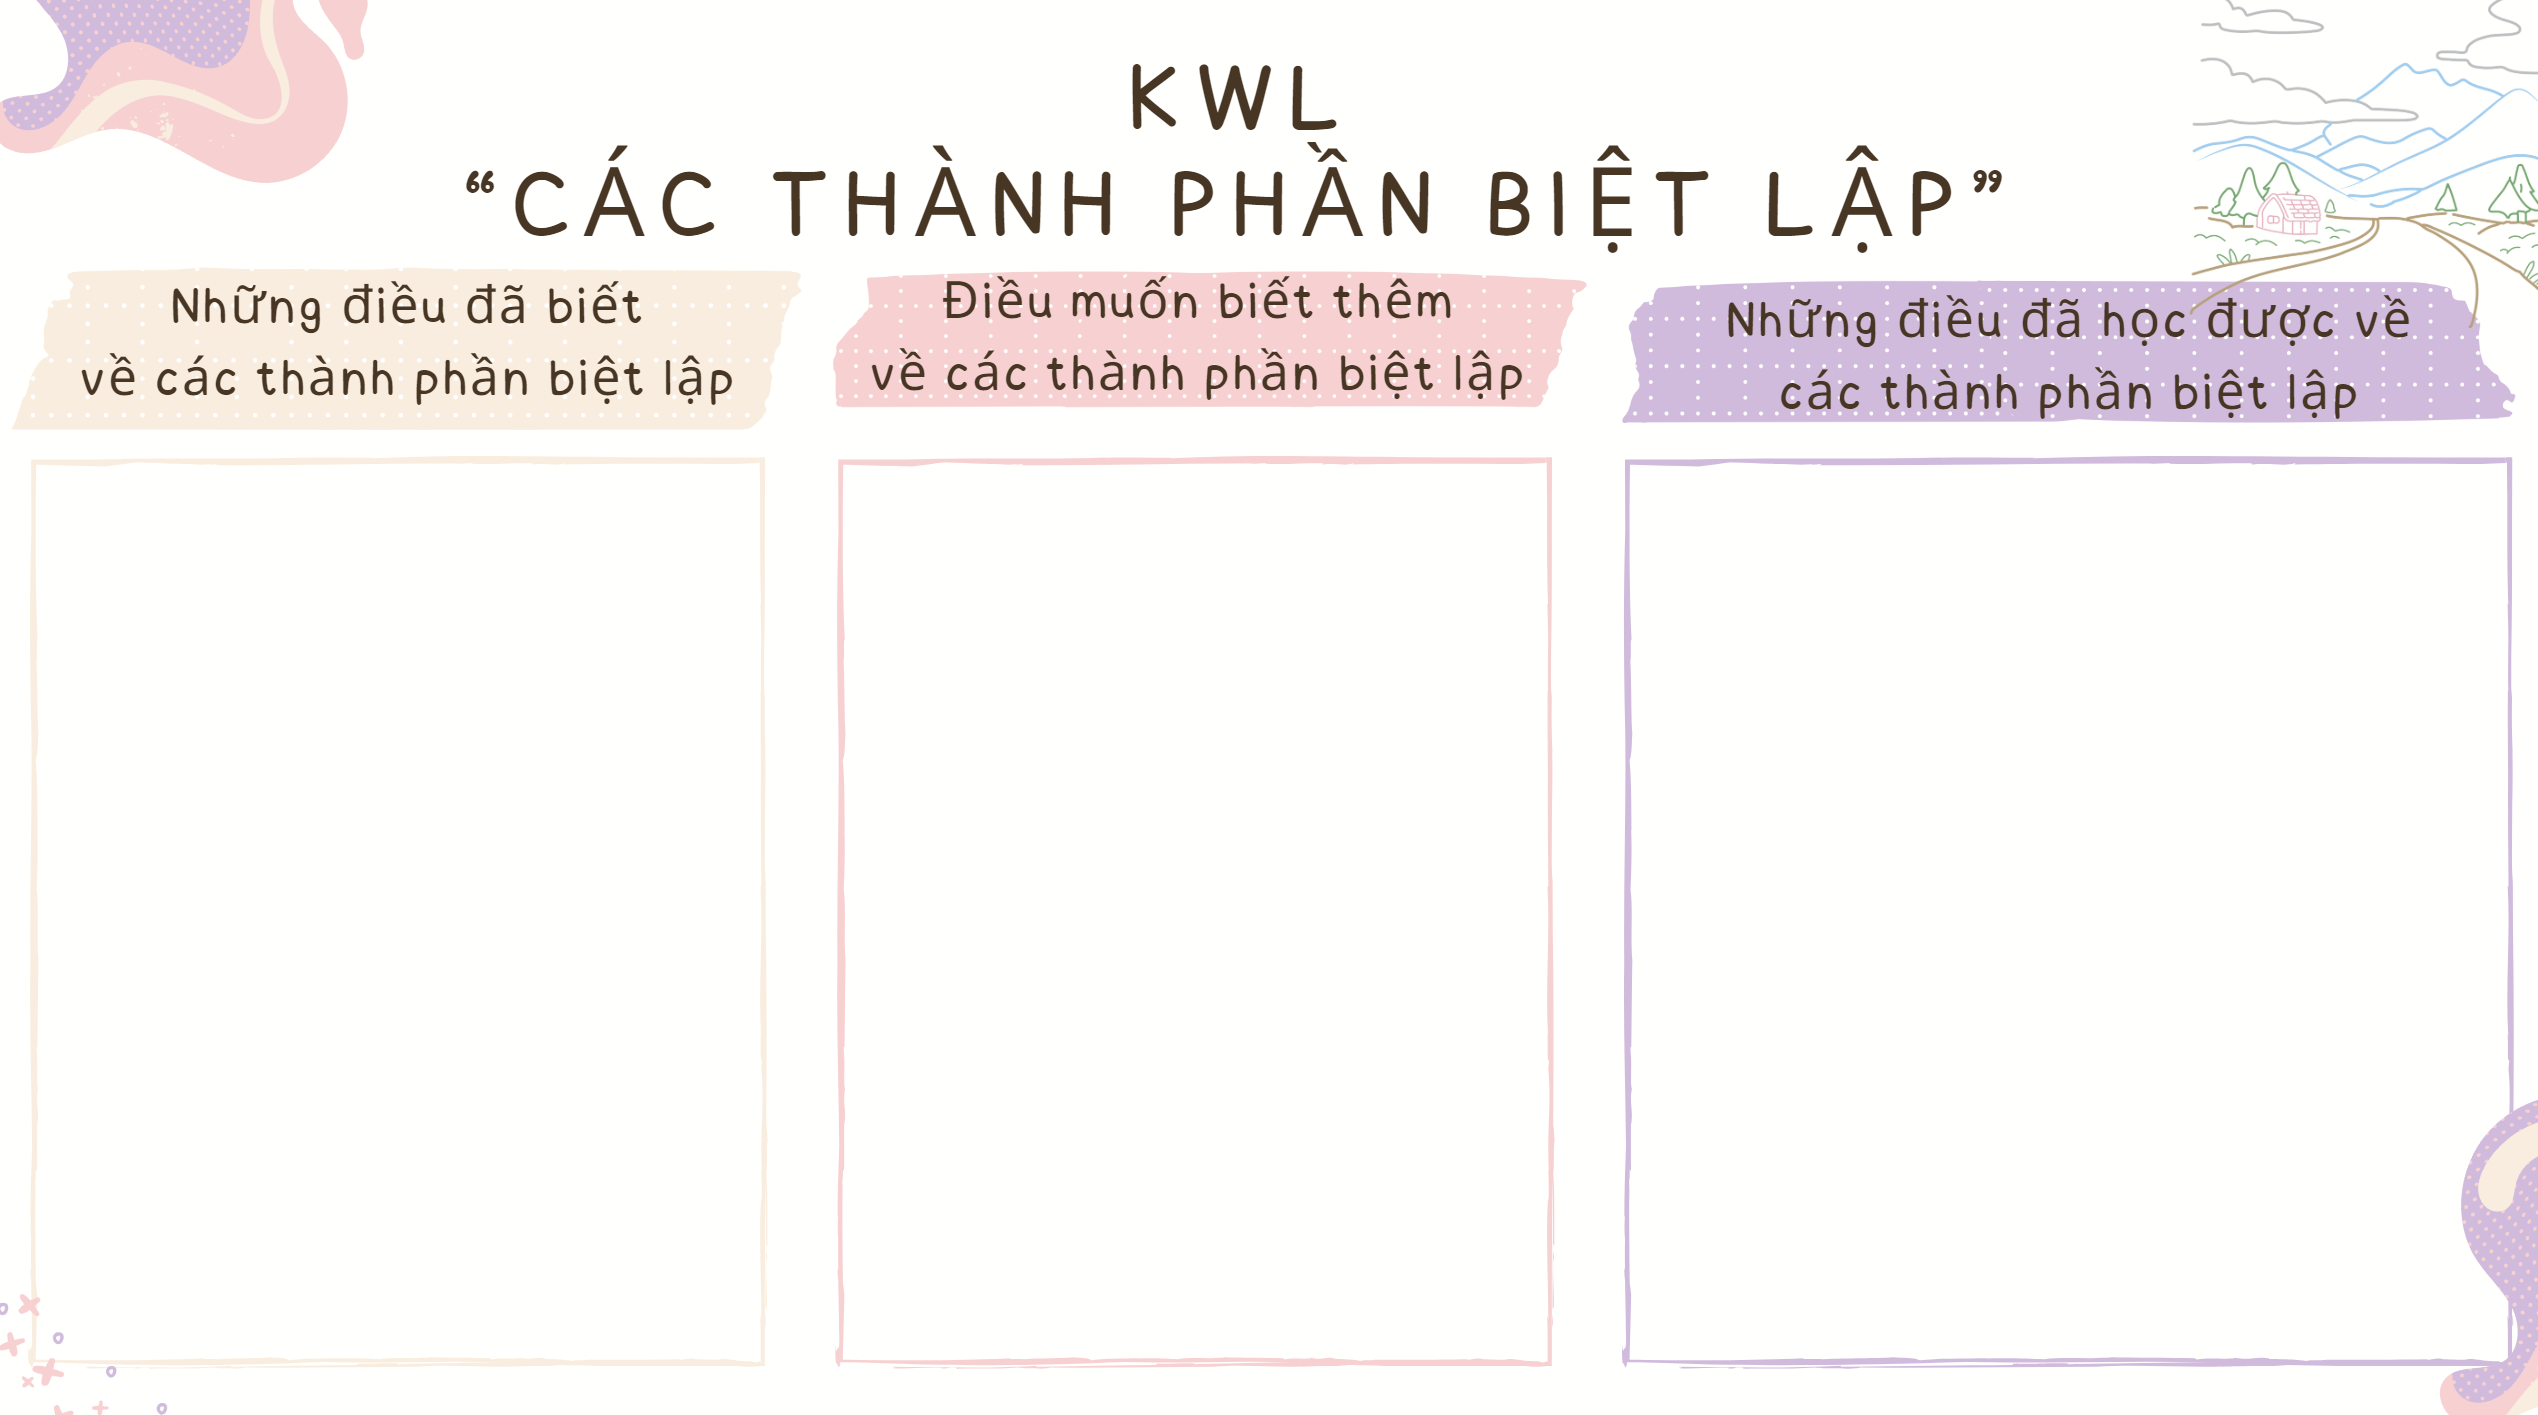 KWL
“CÁC THÀNH PHẦN BIỆT LẬP”
Những điều đã biết
về các thành phần biệt lập
Điều muốn biết thêm
về các thành phần biệt lập
Những điều đã học được về
các thành phần biệt lập